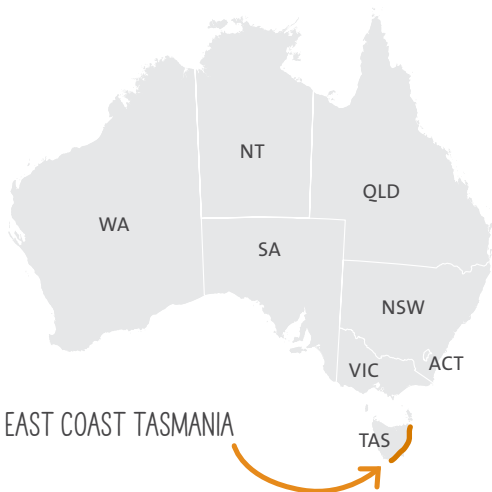 NT
QLD
WA
SA
NSW
ACT
VIC
EAST COAST TASMANIA
TAS